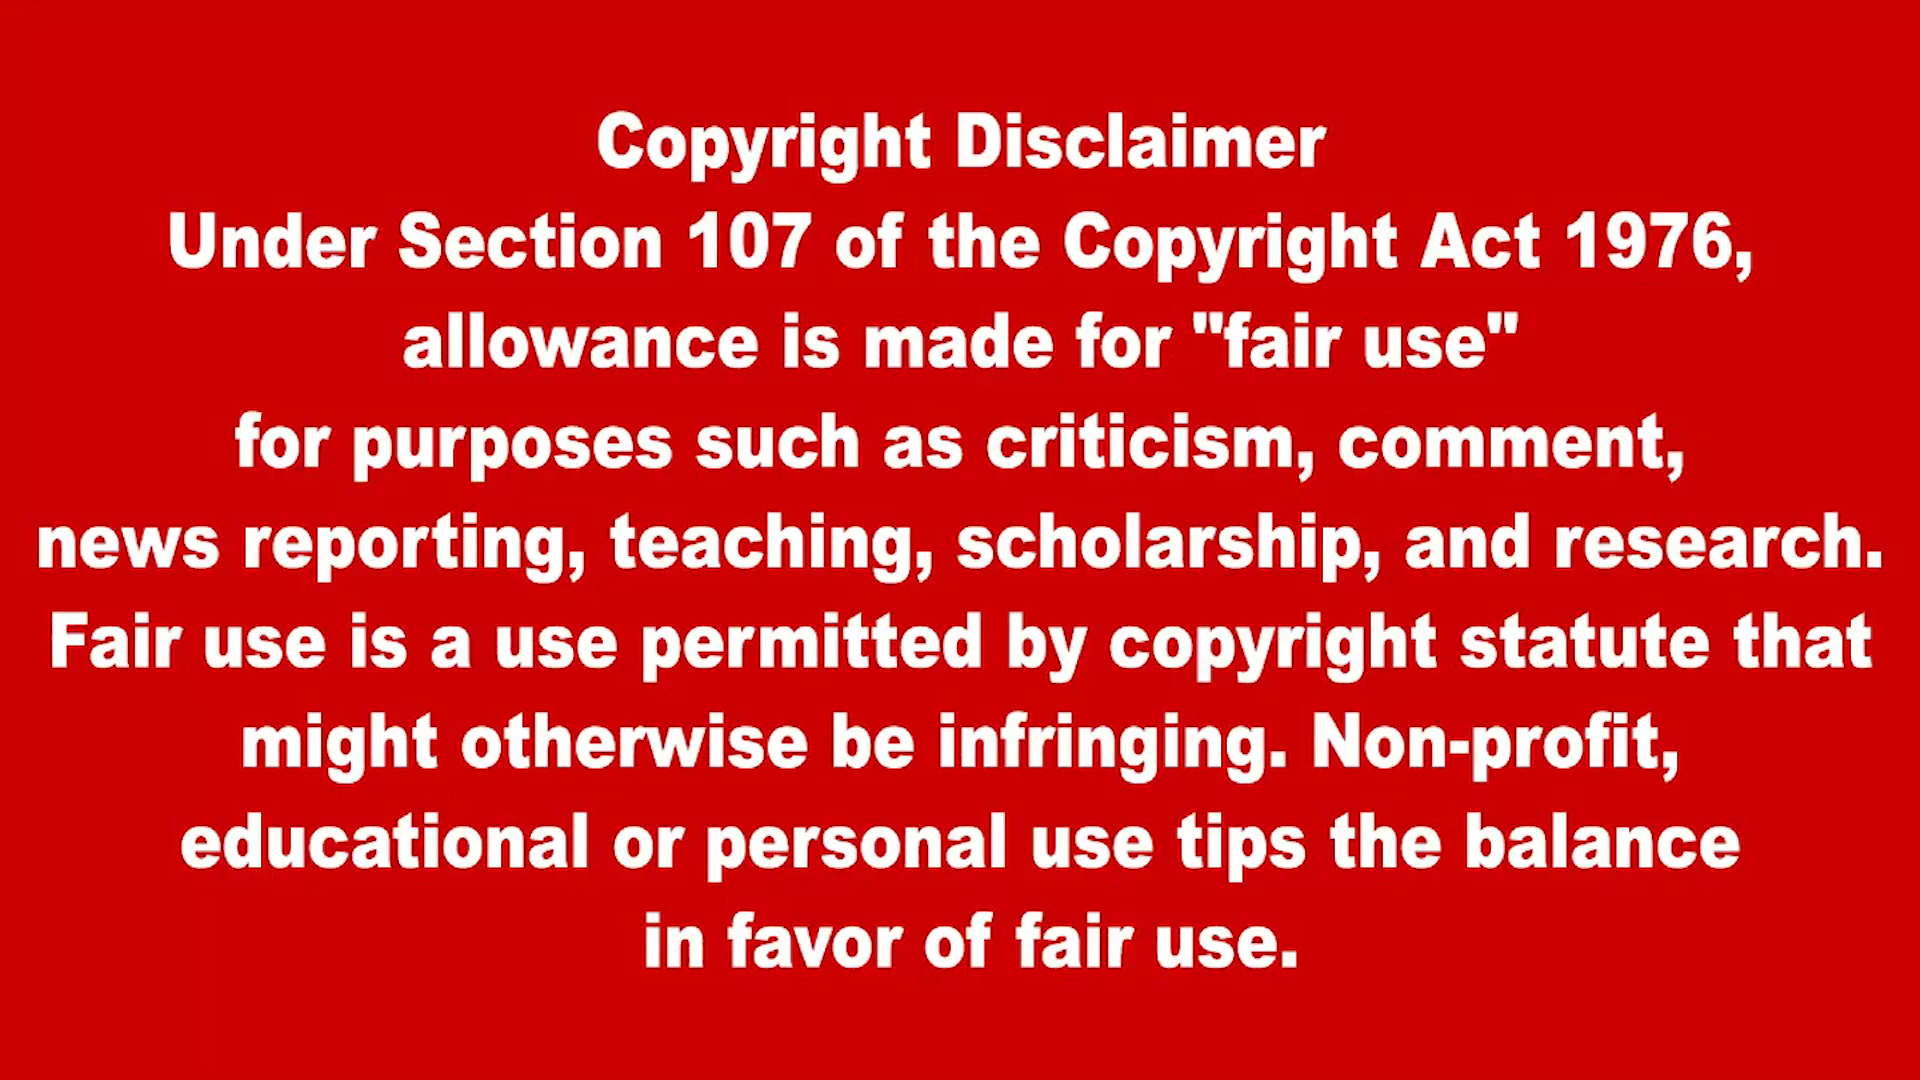 Copyright Disclaimer
Under Section 107 of the Copyright Act 1976,
allowance is made for "fair use"
for purposes such as criticism, comment,
news reporting, teaching, scholarship, and research.
Fair use is a use permitted by copyright statute that
might otherwise be infringing. Non-profit,
educational or personal use tips the balance
in favor of fair use.